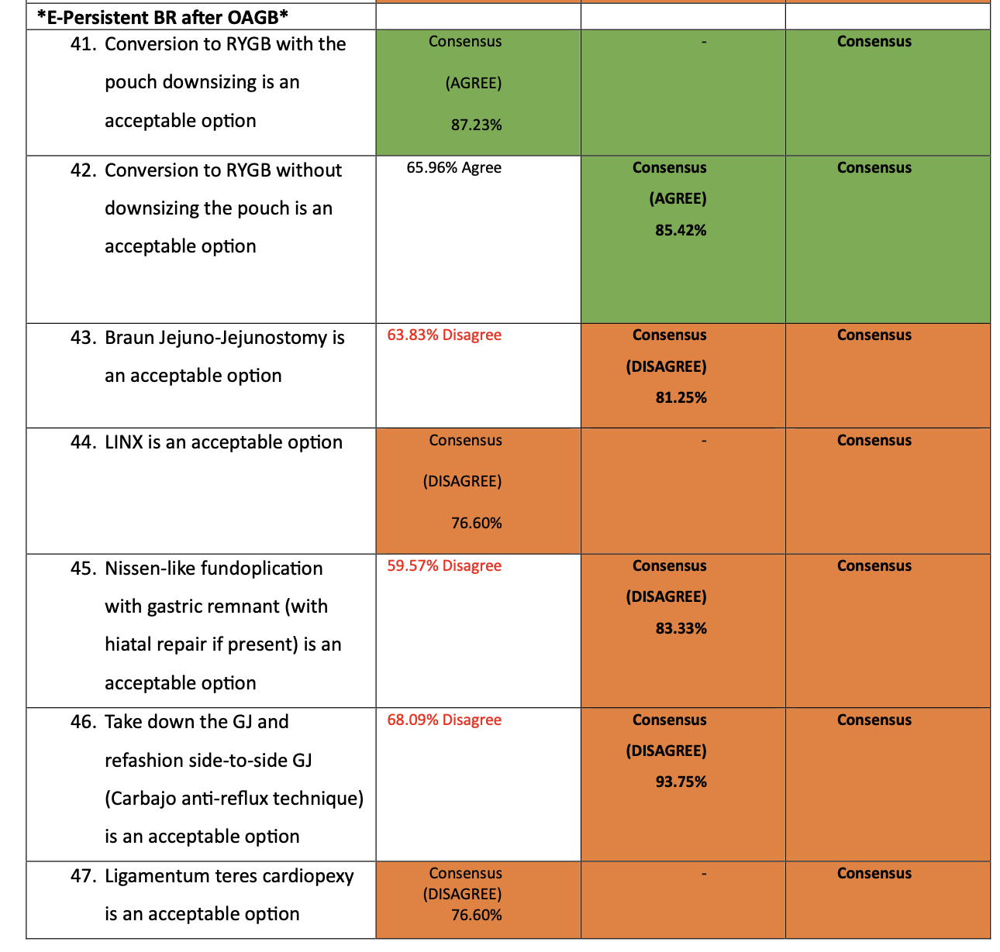 *E-Persistent BR after OAGB*
41. Conversion to RYGB with the
pouch downsizing is an
acceptable option
Consensus
(AGREE)
87.23%
-
Consensus
42. Conversion to RYGB without
downsizing the pouch is an
acceptable option
65.96% Agree
Consensus
(AGREE)
85.42%
Consensus
43. Braun Jejuno-Jejunostomy is
an acceptable option
63.83% Disagree
Consensus
(DISAGREE)
81.25%
Consensus
44. LINX is an acceptable option
Consensus
(DISAGREE)
76.60%
-
Consensus
45. Nissen-like fundoplication
with gastric remnant (with
hiatal repair if present) is an
acceptable option
59.57% Disagree
Consensus
(DISAGREE)
83.33%
Consensus
46. Take down the GJ and
refashion side-to-side GJ
(Carbajo anti-reflux technique)
is an acceptable option
68.09% Disagree
Consensus
(DISAGREE)
93.75%
Consensus
47. Ligamentum teres cardiopexy
is an acceptable option
Consensus
(DISAGREE)
76.60%
-
Consensus